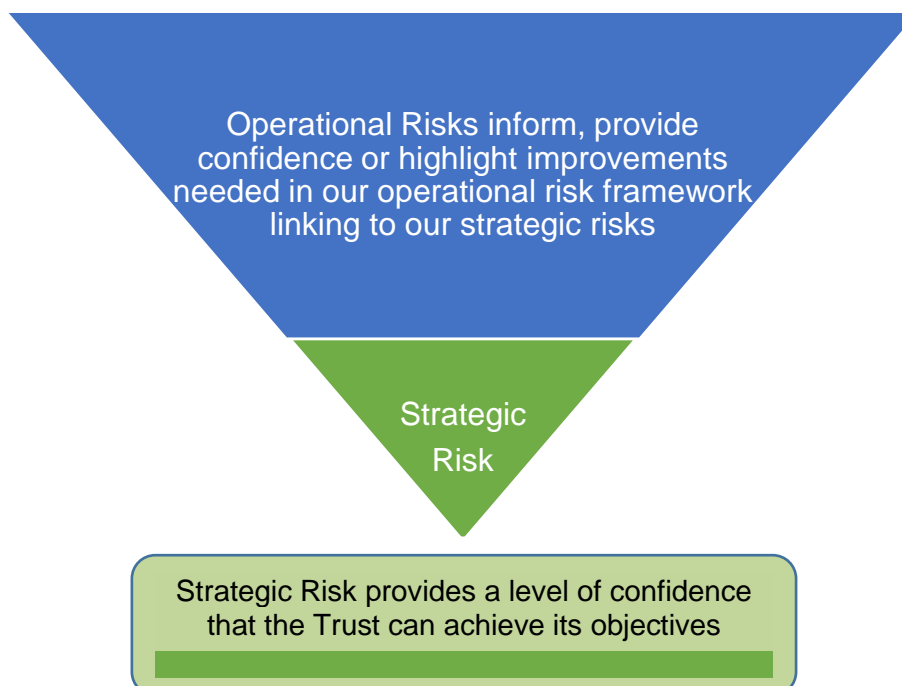 Operational Risks inform, provide
confidence or highlight improvements
needed in our operational risk framework
linking to our strategic risks
Strategic
Risk
Strategic Risk provides a level of confidence
that the Trust can achieve its objectives